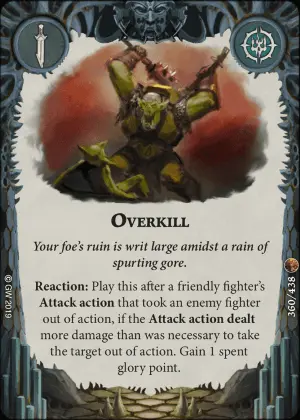 OVERKILL
Your foe's ruin is writ large amidst a rain of
spurting gore.
Reaction: Play this after a friendly fighter's
Attack action that took an enemy fighter
out of action, if the Attack action dealt
more damage than was necessary to take
the target out of action. Gain 1 spent
glory point.
© GW 2019
360/438